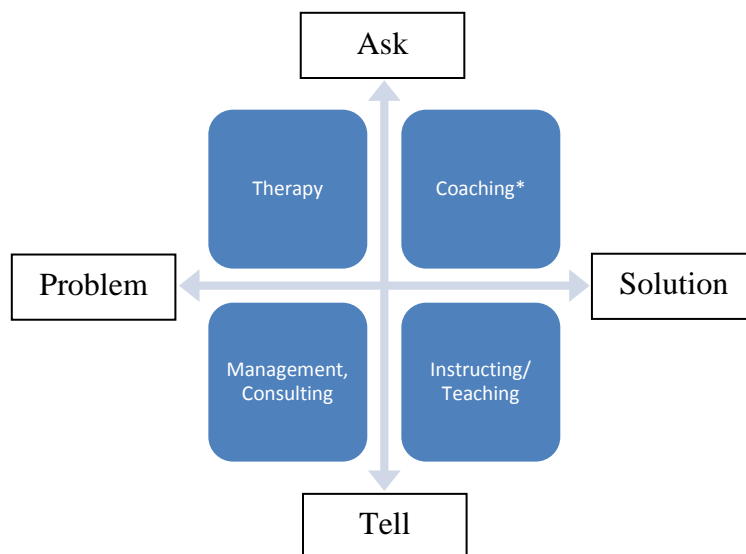 Ask
Therapy
Coaching*
Problem
Solution
Management,
Consulting
Instructing/
Teaching
Tell